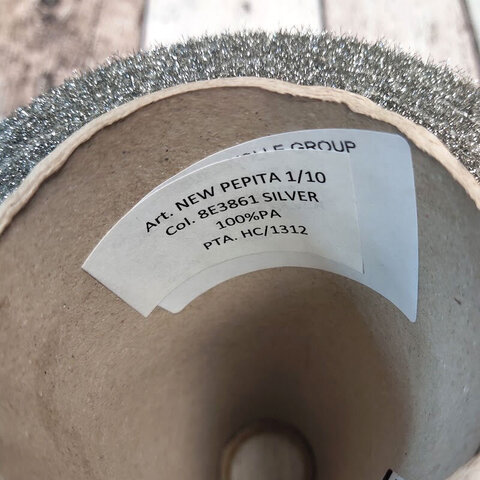 GROUP
Art. NEW PEPITA 1/10
Col. 8E3861 SILVER
100%PA
PTA. HC/1312